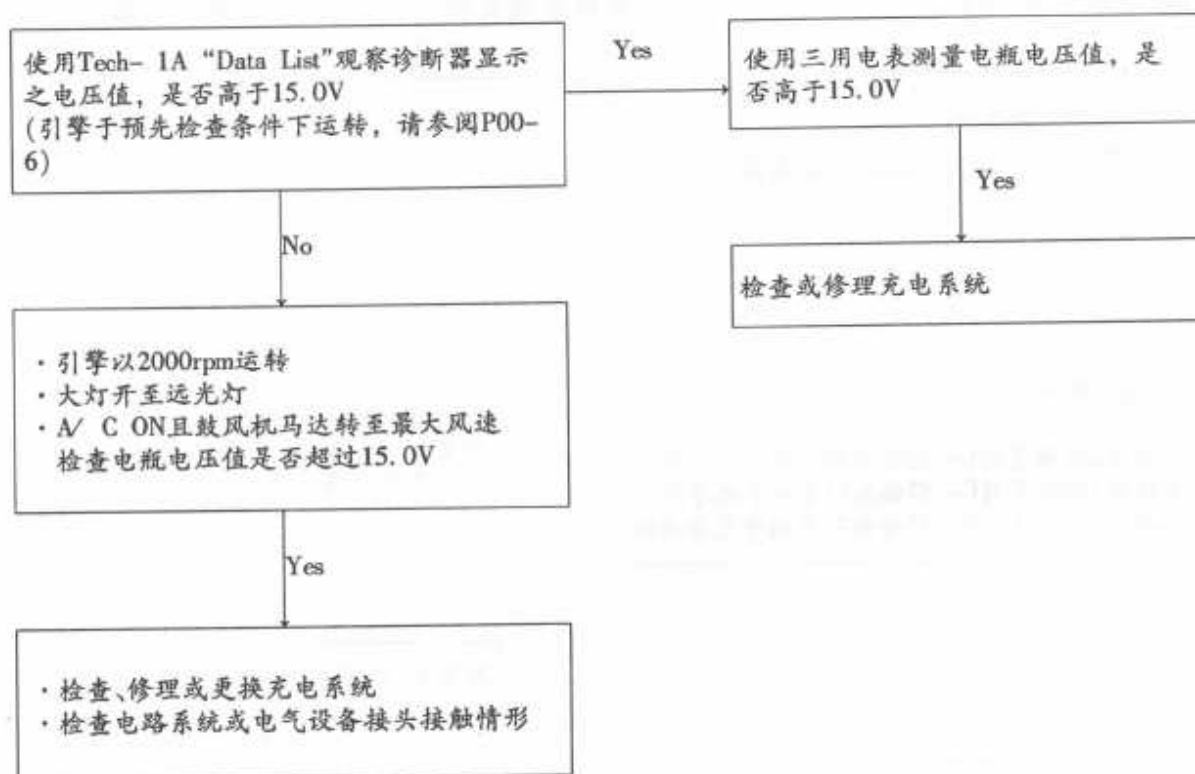 使用Tech- 1A “Data List”观察诊断器显示
之电压值，是否高于15.0V
(引擎于预先检查条件下运转，请参阅P00-
6)
Yes
使用三用电表测量电瓶电压值，是
否高于15.0V
Yes
检查或修理充电系统
No
·引擎以2000rpm运转
·大灯开至远光灯
·A/ C ON且鼓风机马达转至最大风速
检查电瓶电压值是否超过15.0V
Yes
·检查、修理或更换充电系统
·检查电路系统或电气设备接头接触情形